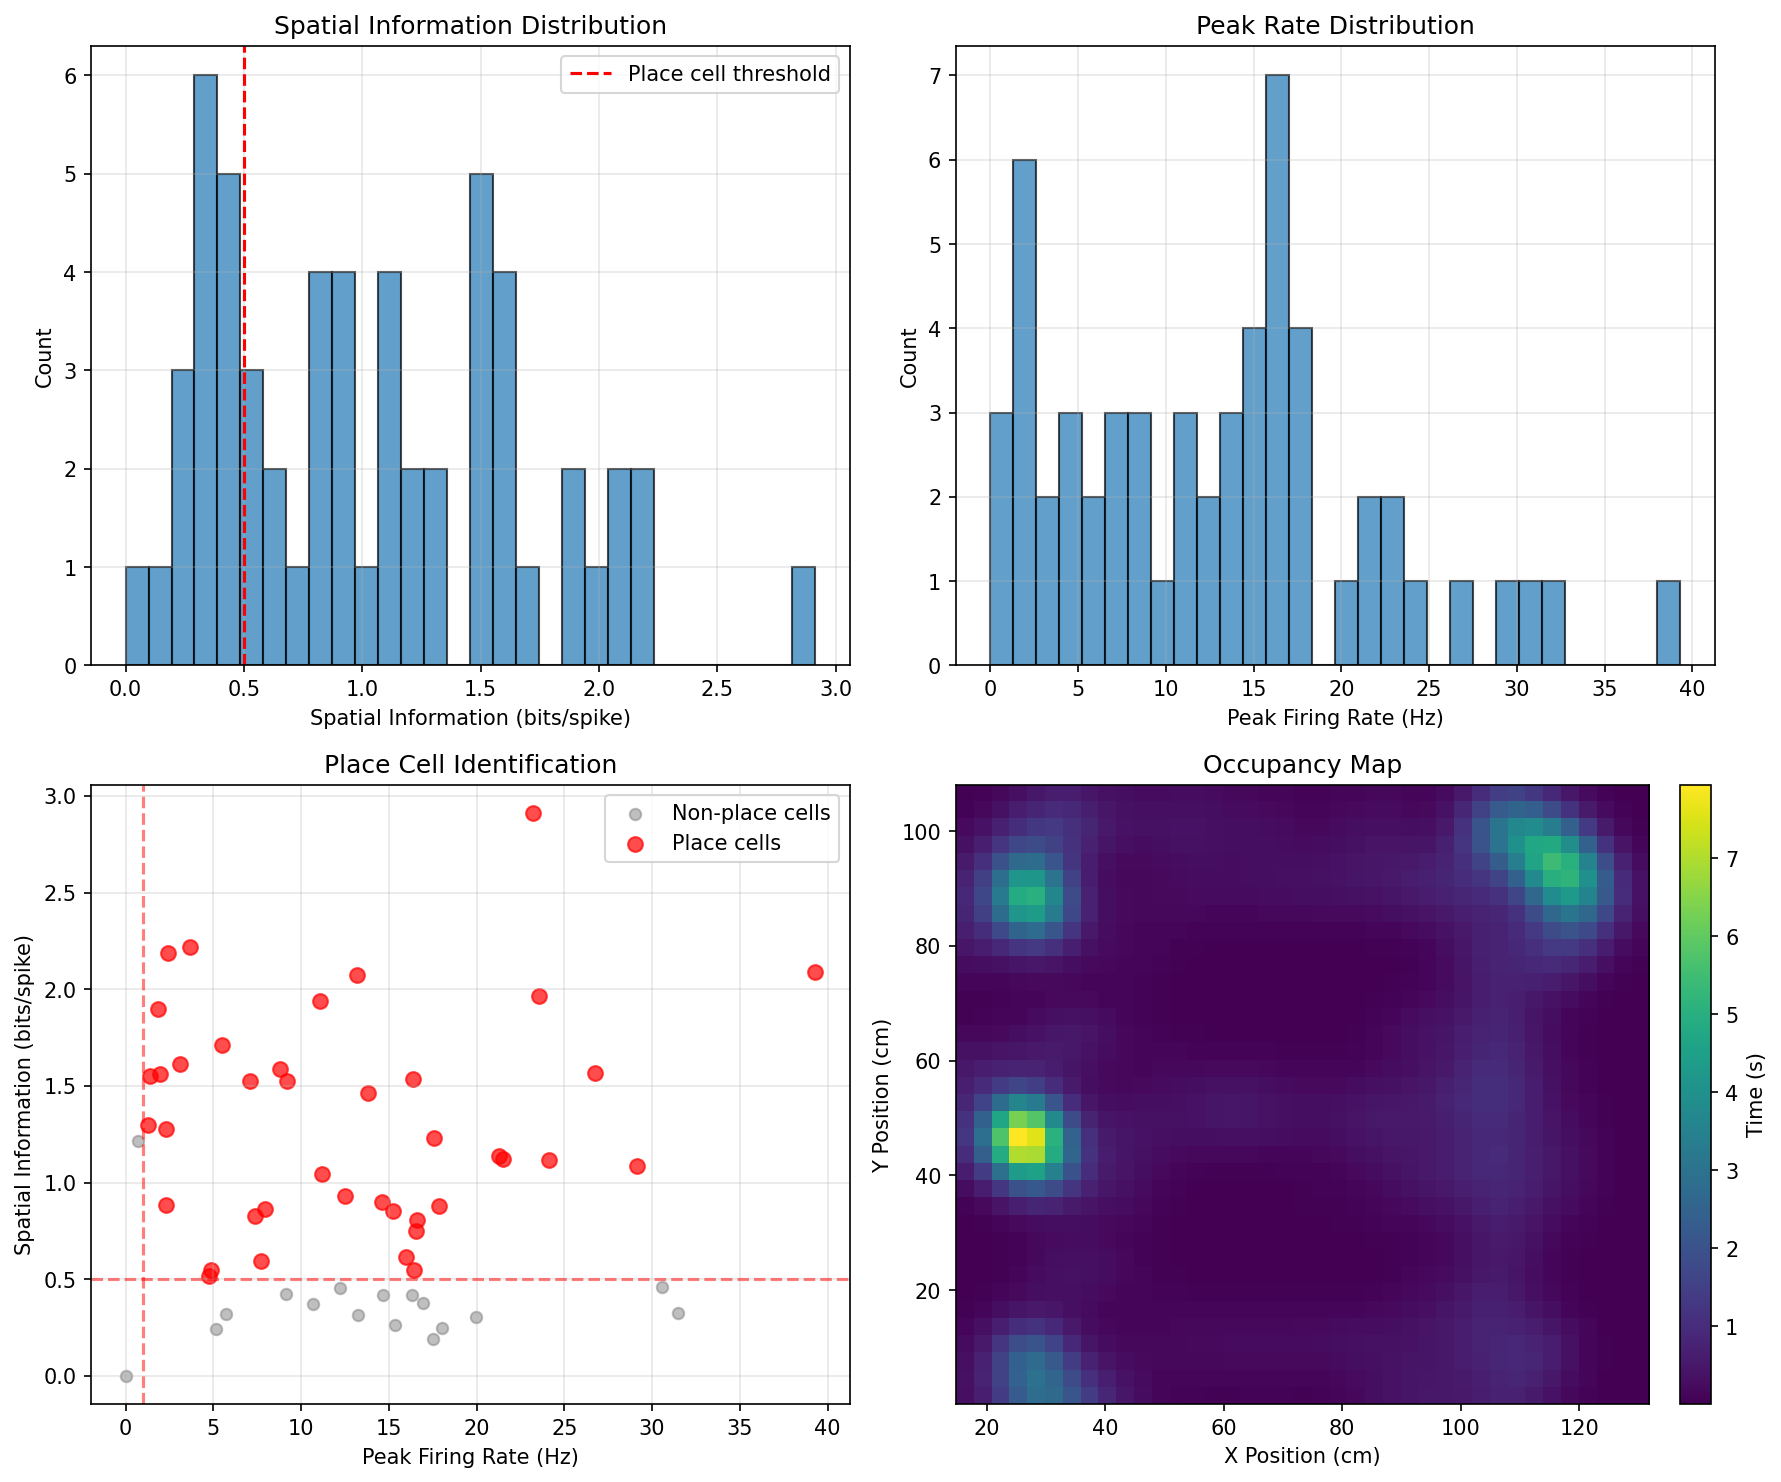 Spatial Information Distribution
Place cell threshold
Count
6
5
4
3
2
1
0
0.0 0.5 1.0 1.5 2.0 2.5 3.0
Spatial Information (bits/spike)
Peak Rate Distribution
Count
7
6
5
4
3
2
1
0
0 5 10 15 20 25 30 35 40
Peak Firing Rate (Hz)
Place Cell Identification
Non-place cells
Place cells
Spatial Information (bits/spike)
3.0
2.5
2.0
1.5
1.0
0.5
0.0
0 5 10 15 20 25 30 35 40
Peak Firing Rate (Hz)
Occupancy Map
Y Position (cm)
100
80
60
40
20
20 40 60 80 100 120
X Position (cm)
7
6
5
4
3
2
1
Time (s)